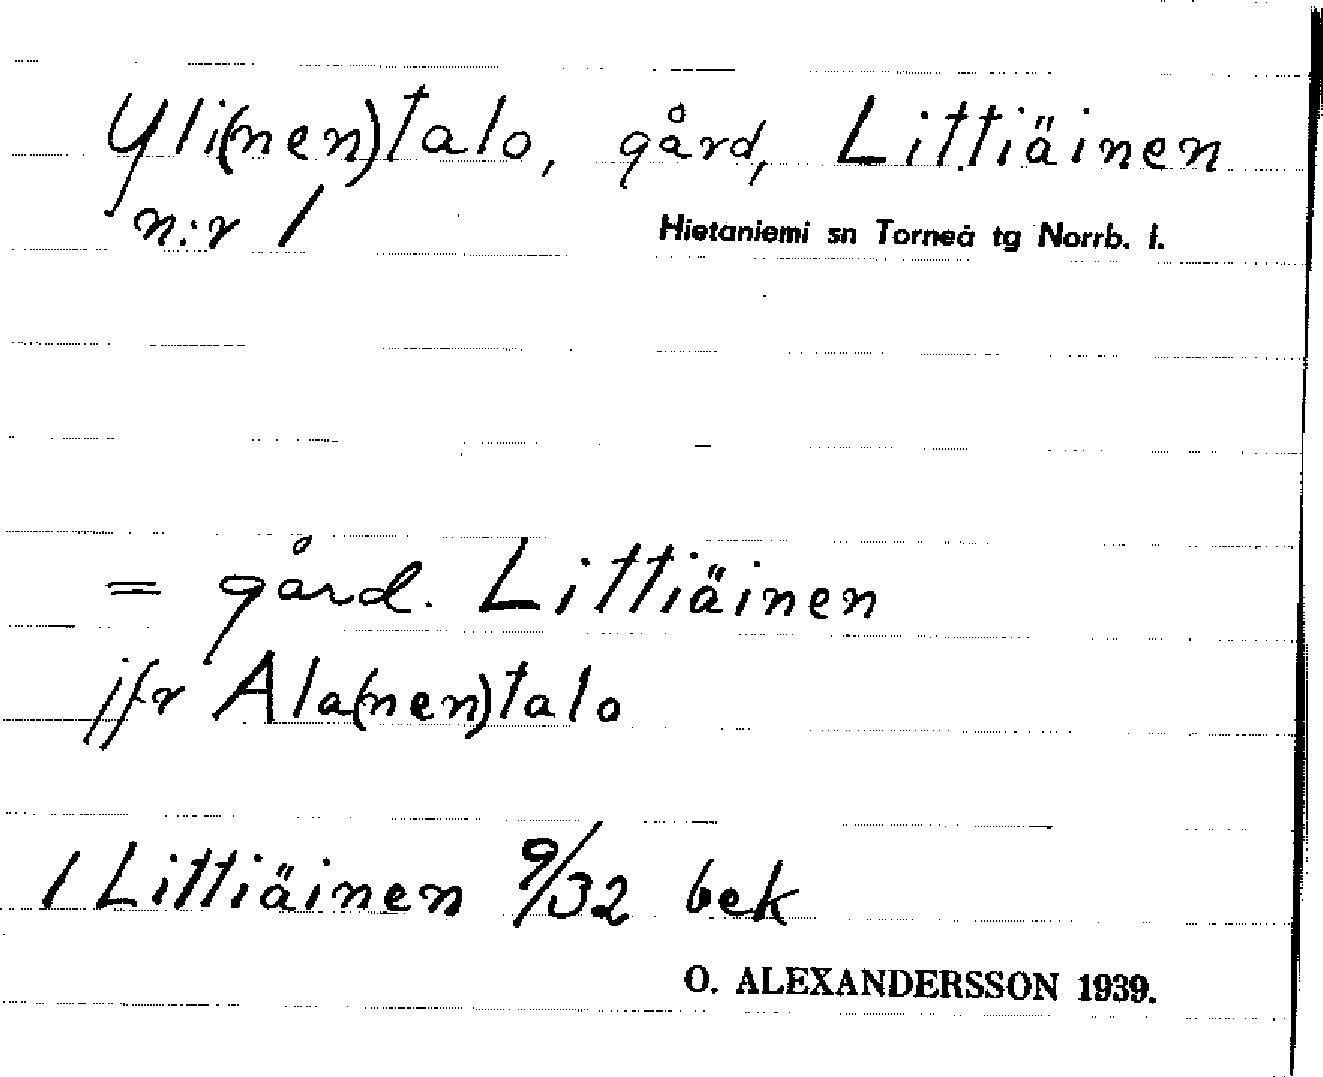 Yli(nen)talo, gård, Littiäinen
n:r 1
Hietaniemi sn Torneå tg Norrb. l.
= gård. Littiäinen
jfr Ala(nen)talo
1 Littiäinen 9/32 bek
O. ALEXANDERSSON 1939.